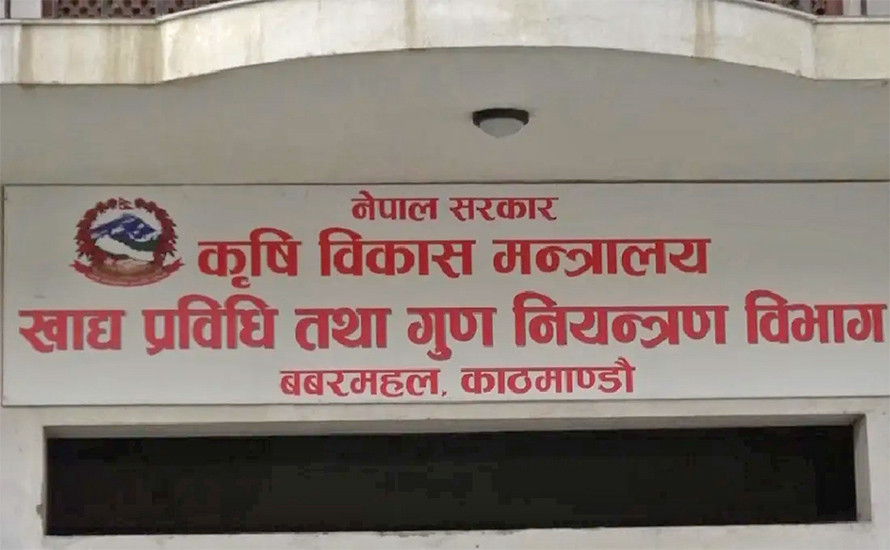 नेपाल सरकार
कृषि विकास मन्त्रालय
खाद्य प्रविधि तथा गुण नियन्त्रण विभाग
बबरमहल, काठमाण्डौ